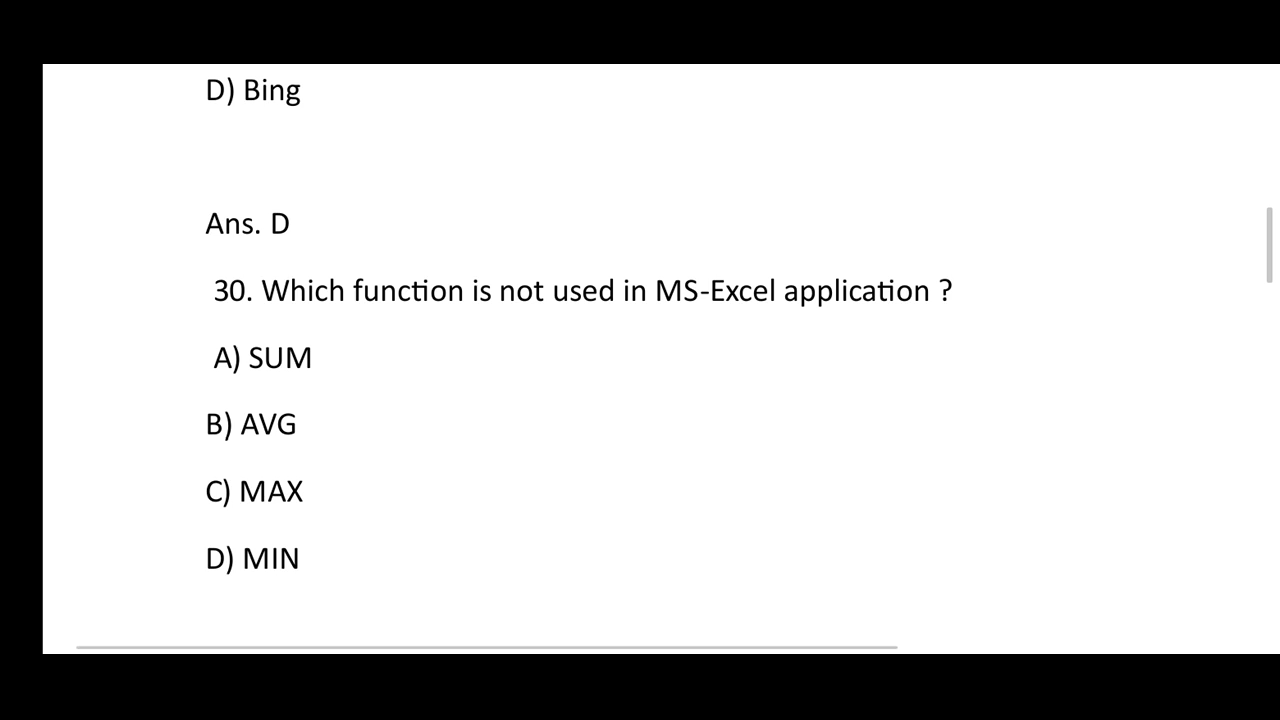 D) Bing
Ans. D
30. Which function is not used in MS-Excel application ?
A) SUM
B) AVG
C) MAX
D) MIN